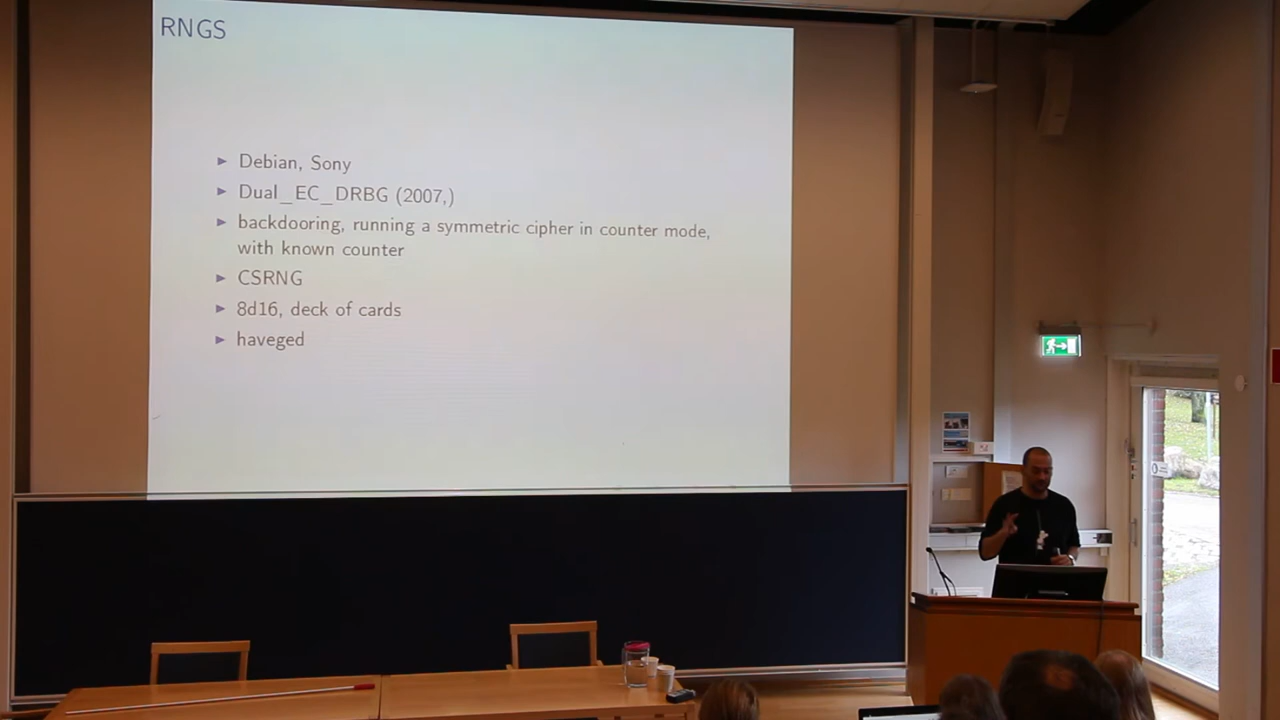 RNGS
Debian, Sony
Dual_EC_DRBG (2007,)
backdooring, running a symmetric cipher in counter mode,
with known counter
CSRNG
8d16, deck of cards
haveged